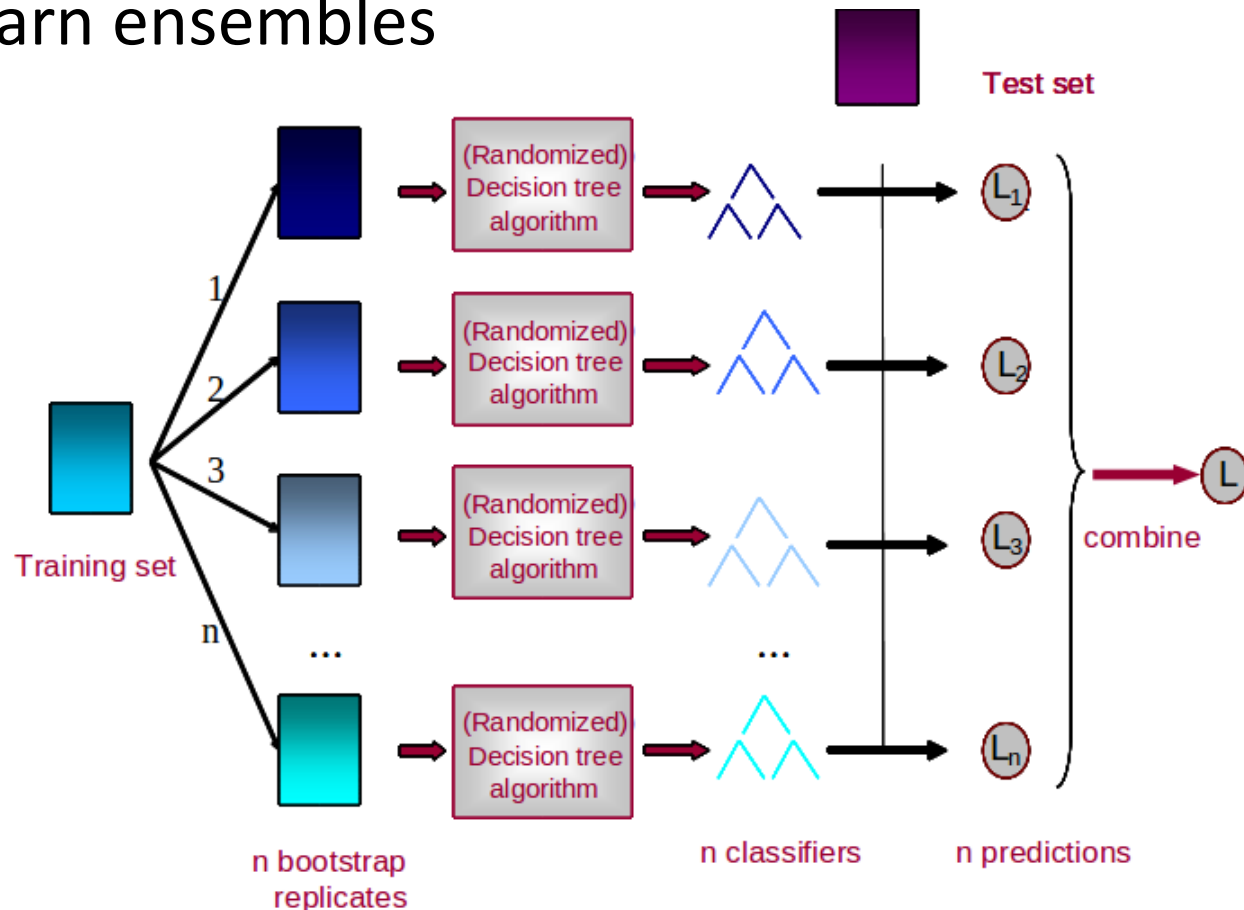 arn ensembles
Test set
(Randomized)
Decision tree
algorithm
L1
1
(Randomized)
Decision tree
algorithm
L2
2
3
(Randomized)
Decision tree
algorithm
L3
L
combine
Training set
n
...
...
(Randomized)
Decision tree
algorithm
Ln
n bootstrap
replicates
n classifiers
n predictions